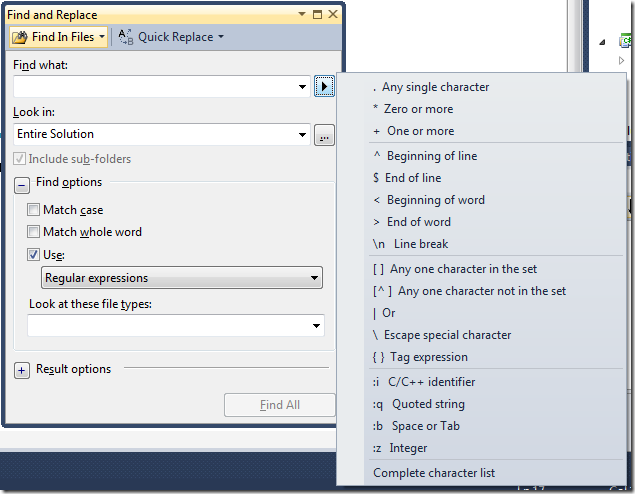 Find and Replace
Find In Files
Quick Replace
Find what:
Look in:
Entire Solution
...
Include sub-folders
Find options
Match case
Match whole word
Use:
Regular expressions
Look at these file types:
Result options
Find All
. Any single character
* Zero or more
+ One or more
^ Beginning of line
$ End of line
< Beginning of word
> End of word
\n Line break
[ ] Any one character in the set
[^ ] Any one character not in the set
| Or
\ Escape special character
{ } Tag expression
:i C/C++ identifier
:q Quoted string
:b Space or Tab
:z Integer
Complete character list